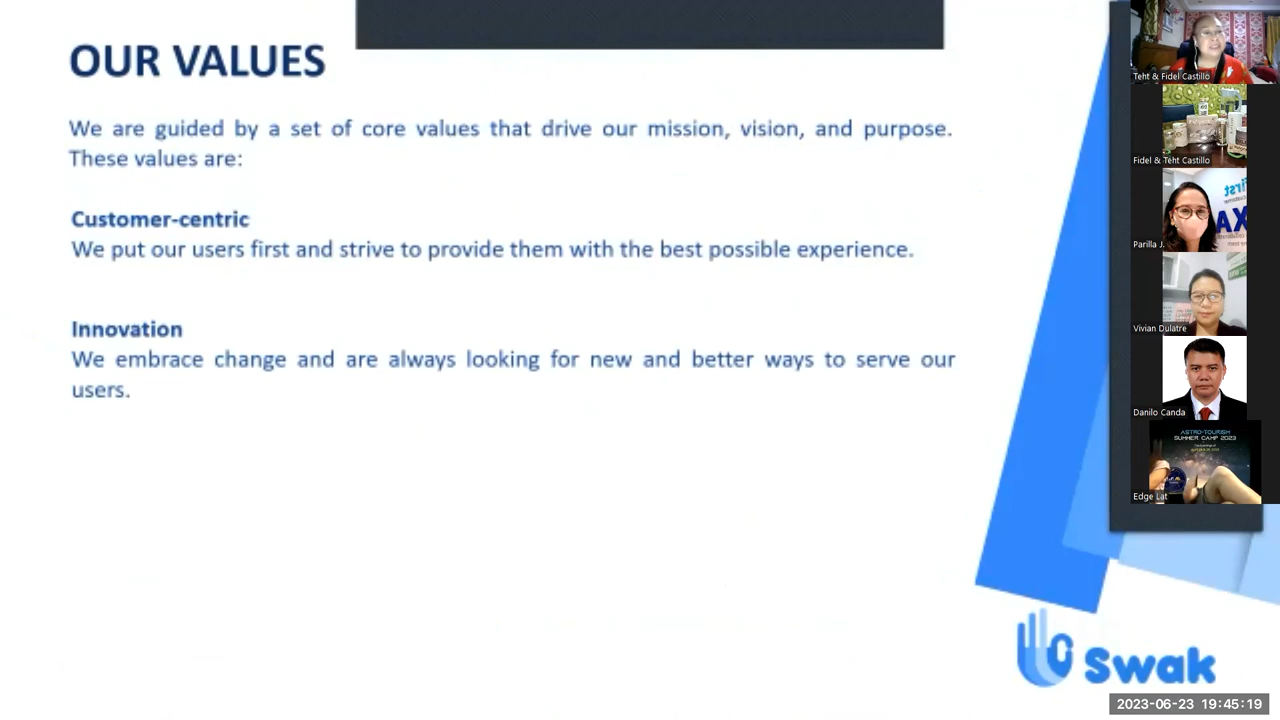 OUR VALUES
We are guided by a set of core values that drive our mission, vision, and purpose.
These values are:
Customer-centric
We put our users first and strive to provide them with the best possible experience.
Innovation
We embrace change and are always looking for new and better ways to serve our
users.
Swak
2023-06-23 19:45:19
Teht & Fidel Castillo
Fidel & Teht Castillo
First
Parilla J.
Vivian Dulatre
Danilo Canda
ASTRO-TOURISM
SUMMER CAMP 2023
Edge Lat